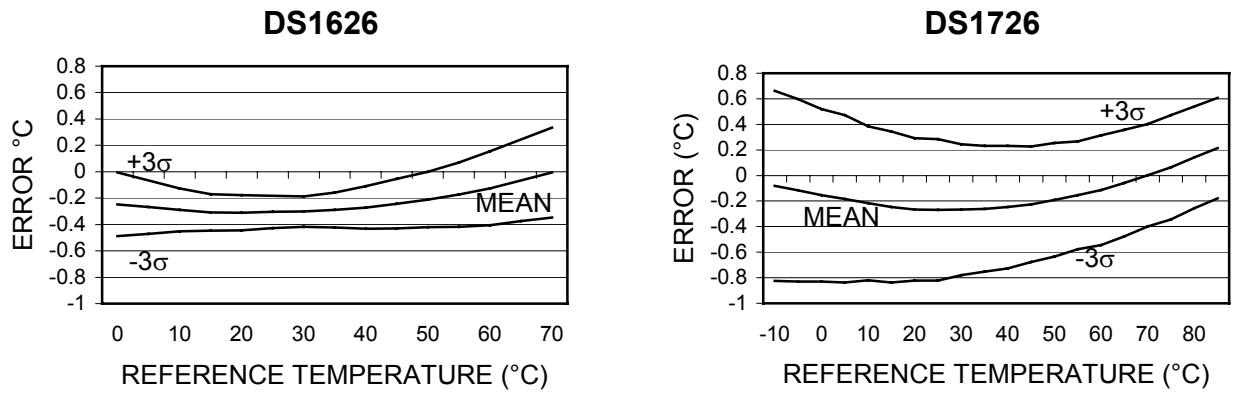 DS1626
0.8
0.6
0.4
0.2
0
-0.2
-0.4
-0.6
-0.8
-1
ERROR °C
+3σ
MEAN
-3σ
0 10 20 30 40 50 60 70
REFERENCE TEMPERATURE (°C)
DS1726
0.8
0.6
0.4
0.2
0
-0.2
-0.4
-0.6
-0.8
-1
ERROR (°C)
+3σ
MEAN
-3σ
-10 0 10 20 30 40 50 60 70 80
REFERENCE TEMPERATURE (°C)